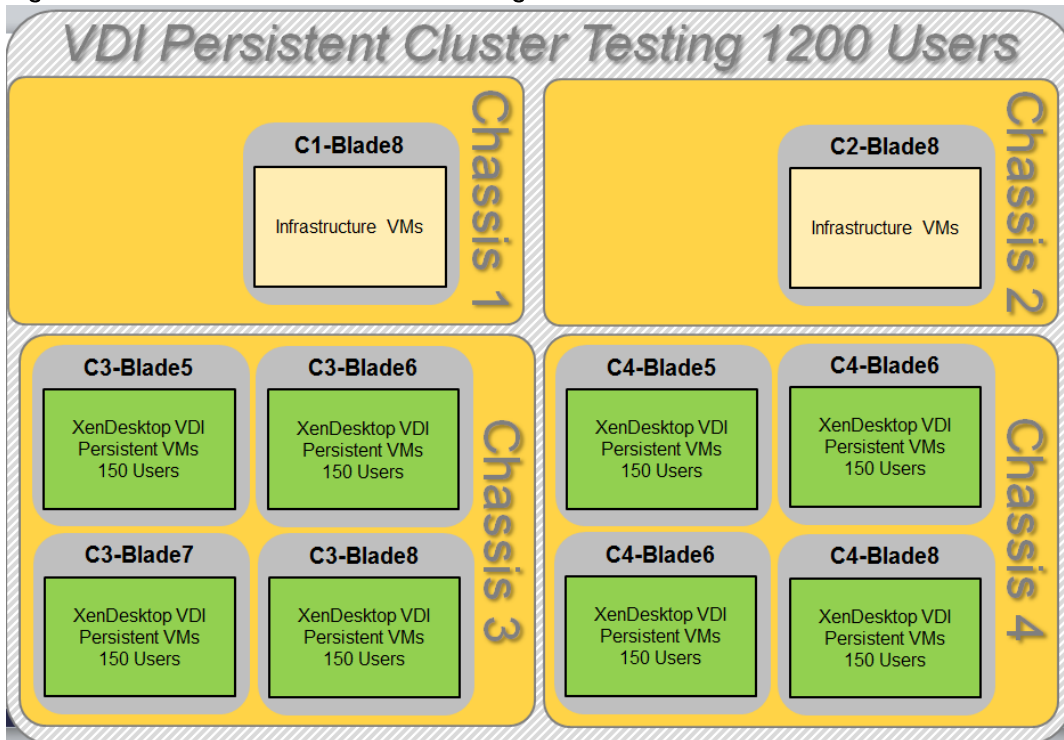 VDI Persistent Cluster Testing 1200 Users
C1-Blade8
Infrastructure VMs
Chassis 1
C2-Blade8
Infrastructure VMs
Chassis 2
C3-Blade5
XenDesktop VDI
Persistent VMs
150 Users
C3-Blade6
XenDesktop VDI
Persistent VMs
150 Users
C3-Blade7
XenDesktop VDI
Persistent VMs
150 Users
C3-Blade8
XenDesktop VDI
Persistent VMs
150 Users
Chassis 3
C4-Blade5
XenDesktop VDI
Persistent VMs
150 Users
C4-Blade6
XenDesktop VDI
Persistent VMs
150 Users
C4-Blade6
XenDesktop VDI
Persistent VMs
150 Users
C4-Blade8
XenDesktop VDI
Persistent VMs
150 Users
Chassis 4